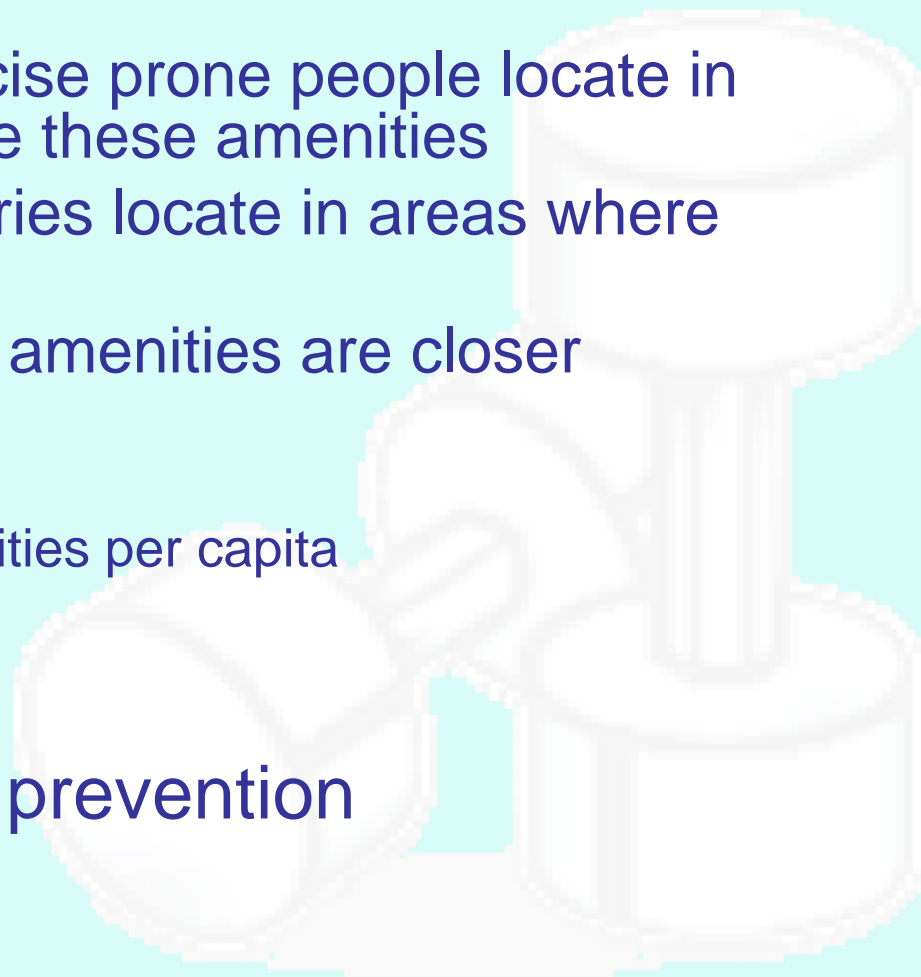 cise prone people locate in
e these amenities
ries locate in areas where
amenities are closer
ities per capita
prevention